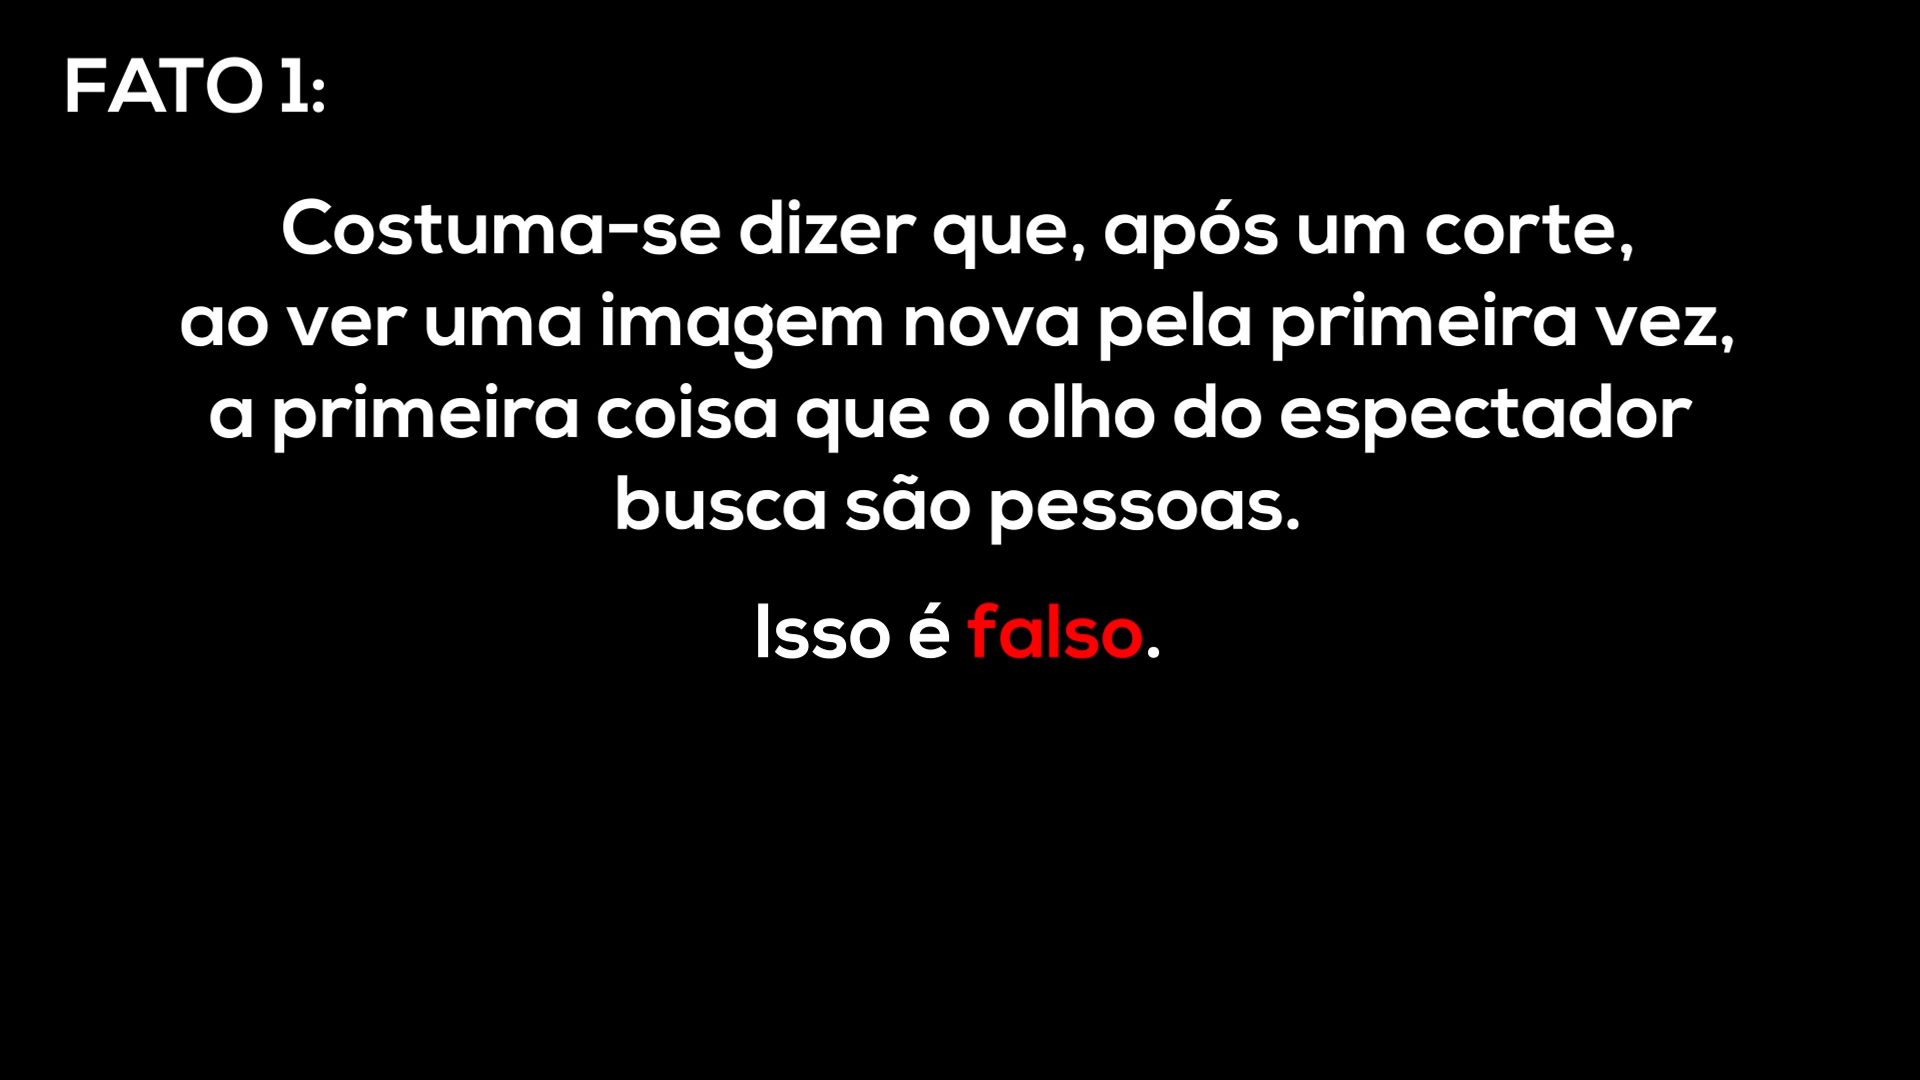 FATO 1:
Costuma-se dizer que, após um corte,
ao ver uma imagem nova pela primeira vez,
a primeira coisa que o olho do espectador
busca são pessoas.
Isso é falso.